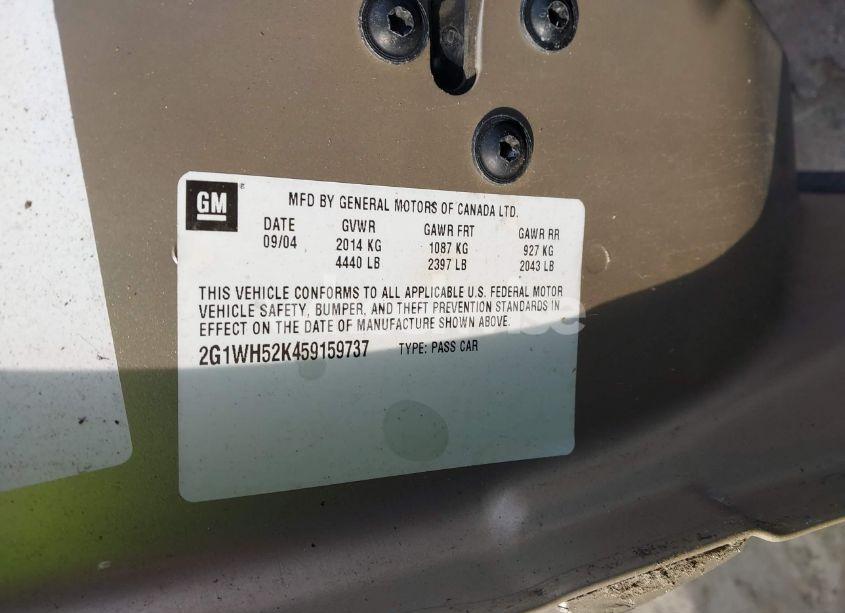 GM ® MFD BY GENERAL MOTORS OF CANADA LTD.
DATE GVWR GAWR FRT GAWR RR
09/04 2014 KG 1087 KG 927 KG
4440 LB 2397 LB 2043 LB
THIS VEHICLE CONFORMS TO ALL APPLICABLE U.S. FEDERAL MOTOR
VEHICLE SAFETY, BUMPER, AND THEFT PREVENTION STANDARDS IN
EFFECT ON THE DATE OF MANUFACTURE SHOWN ABOVE.
2G1WH52K459159737 TYPE: PASS CAR